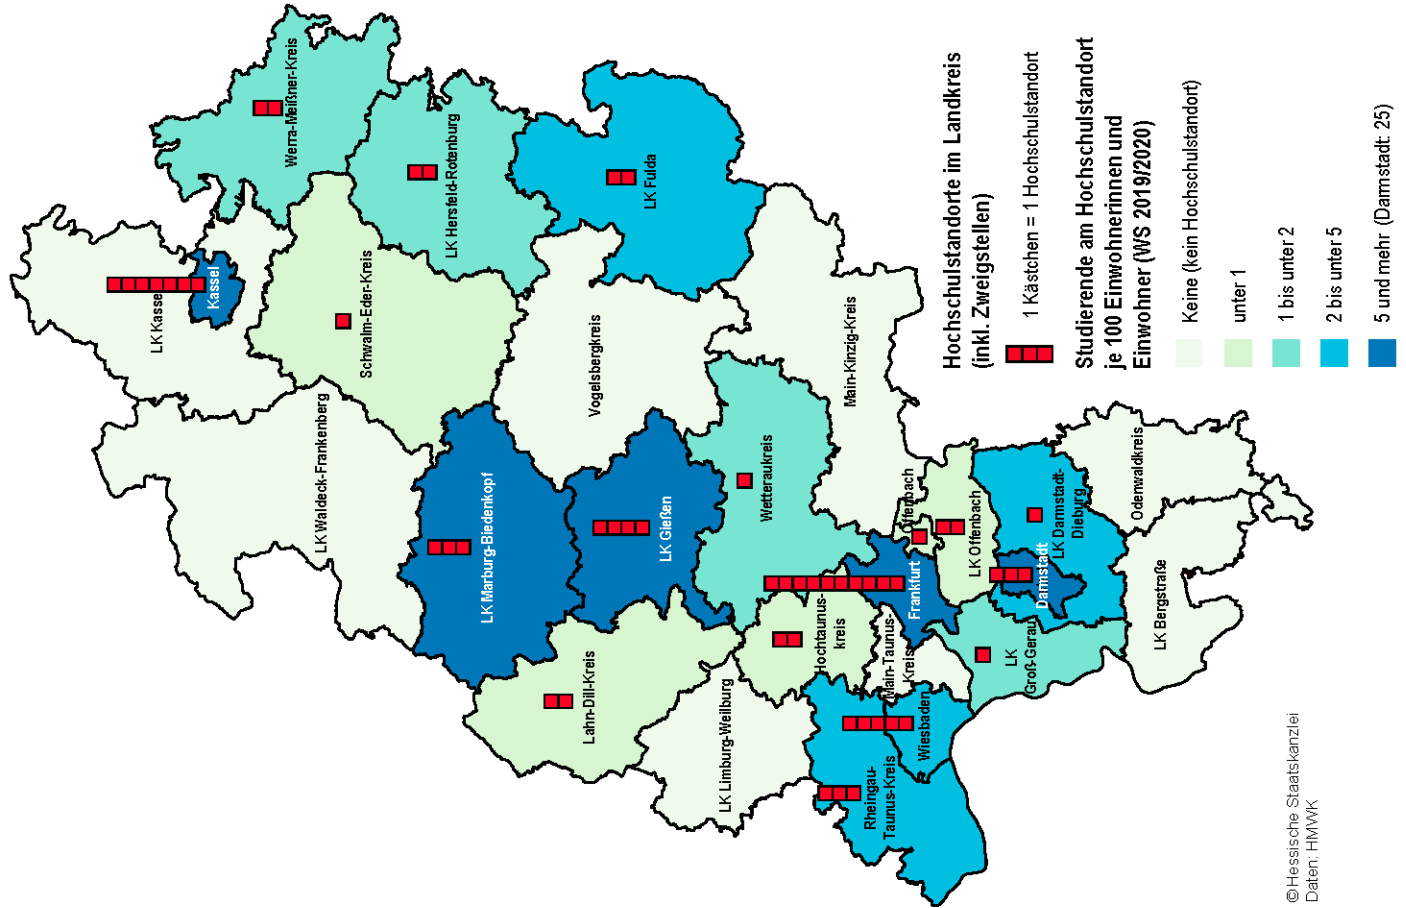 LK Kassel
Kassel
Werra-Meißner-Kreis
LK Waldeck-Frankenberg
Schwalm-Eder-Kreis
LK Hersfeld-Rotenburg
LK Marburg-Biedenkopf
LK Fulda
Vogelsbergkreis
LK Gießen
Lahn-Dill-Kreis
LK Limburg-Weilburg
Wetteraukreis
Main-Kinzig-Kreis
Hochtaunus-
kreis
Rheingau-
Taunus-Kreis
Wiesbaden
Main-Taunus-
Kreis
Frankfurt
Offenbach
LK Offenbach
LK
Groß-Gerau
Darmstadt
LK Darmstadt-
Dieburg
LK Bergstraße
Odenwaldkreis
Hochschulstandorte im Landkreis
(inkl. Zweigstellen)
1 Kästchen = 1 Hochschulstandort
Studierende am Hochschulstandort
je 100 Einwohnerinnen und
Einwohner (WS 2019/2020)
Keine (kein Hochschulstandort)
unter 1
1 bis unter 2
2 bis unter 5
5 und mehr (Darmstadt: 25)
©Hessische Staatskanzlei
Daten: HMWK